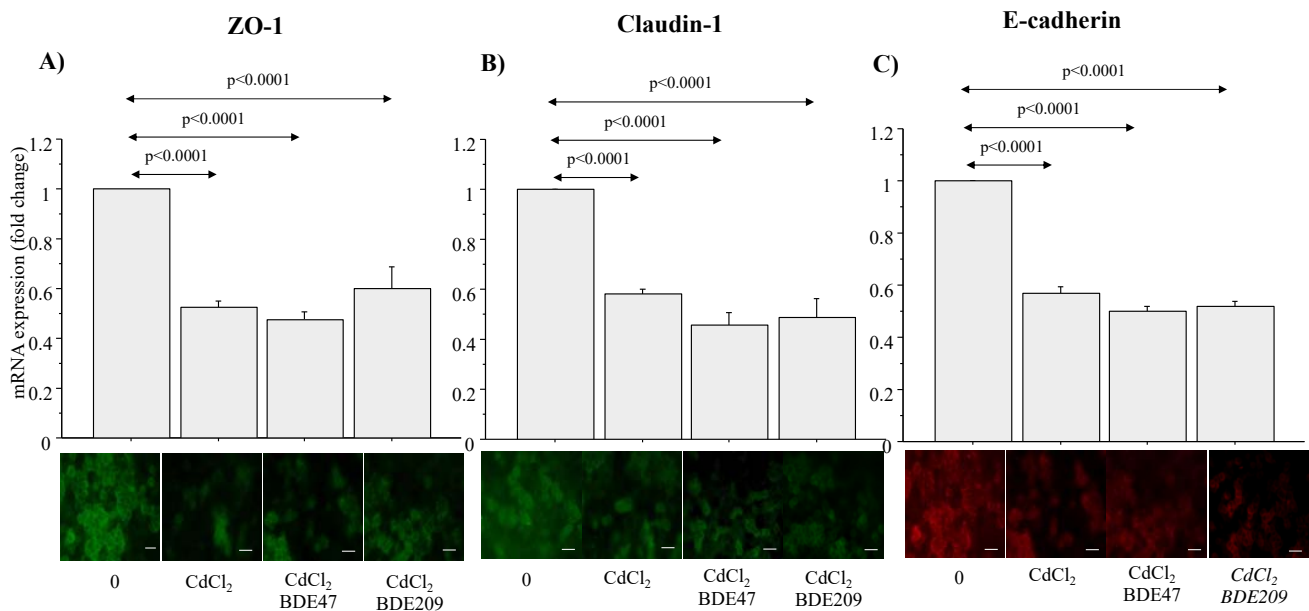 ZO-1
Claudin-1
E-cadherin
A)
B)
C)
p<0.0001
p<0.0001
p<0.0001
p<0.0001
p<0.0001
p<0.0001
p<0.0001
p<0.0001
p<0.0001
mRNA expression (fold change)
1.2
1
0.8
0.6
0.4
0.2
0
1.2
1
0.8
0.6
0.4
0.2
0
1.2
1
0.8
0.6
0.4
0.2
0
0
CdCl₂
CdCl₂
BDE47
CdCl₂
BDE209
0
CdCl₂
CdCl₂
BDE47
CdCl₂
BDE209
0
CdCl₂
CdCl₂
BDE47
CdCl₂
BDE209